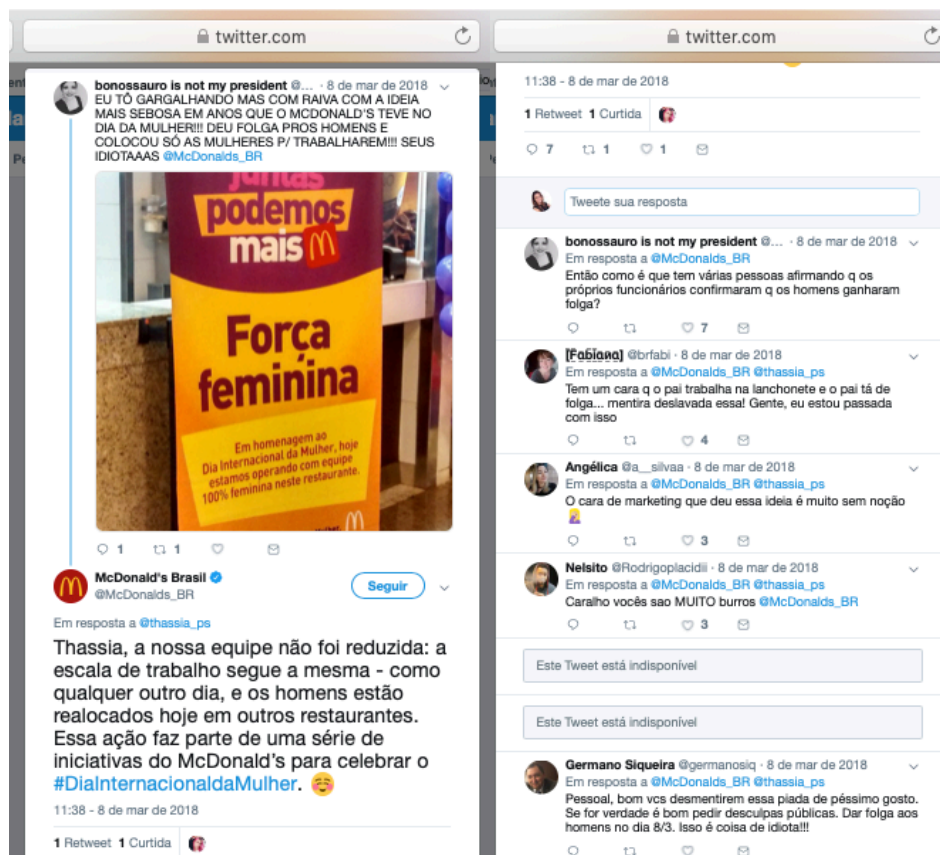 twitter.com
bonossauro is not my president @... · 8 de mar de 2018
EU TÔ GARGALHANDO MAS COM RAIVA COM A IDEIA
MAIS SEBOSA EM ANOS QUE O MCDONALD'S TEVE NO
DIA DA MULHER!!! DEU FOLGA PROS HOMENS E
COLOCOU SÓ AS MULHERES P/ TRABALHAREM!!! SEUS
IDIOTAAAS @McDonalds_BR
juntas
podemos
mais
Força
feminina
Em homenagem ao
Dia Internacional da Mulher, hoje
estamos operando com equipe
100% feminina neste restaurante.
1 1
McDonald's Brasil
@McDonalds_BR
Seguir
Em resposta a @thassia_ps
Thassia, a nossa equipe não foi reduzida: a
escala de trabalho segue a mesma - como
qualquer outro dia, e os homens estão
realocados hoje em outros restaurantes.
Essa ação faz parte de uma série de
iniciativas do McDonald's para celebrar o
#DiaInternacionaldaMulher.
11:38 - 8 de mar de 2018
1 Retweet 1 Curtida
twitter.com
11:38 - 8 de mar de 2018
1 Retweet 1 Curtida
7 1 1
Tweete sua resposta
bonossauro is not my president @... · 8 de mar de 2018
Em resposta a @McDonalds_BR
Então como é que tem várias pessoas afirmando q os
próprios funcionários confirmaram q os homens ganharam
folga?
7
[Fabiana] @brfabi · 8 de mar de 2018
Em resposta a @McDonalds_BR @thassia_ps
Tem um cara q o pai trabalha na lanchonete e o pai tá de
folga... mentira deslavada essa! Gente, eu estou passada
com isso
4
Angélica @a__silvaa · 8 de mar de 2018
Em resposta a @McDonalds_BR @thassia_ps
O cara de marketing que deu essa ideia é muito sem noção
3
Nelsito @Rodrigoplacidii · 8 de mar de 2018
Em resposta a @McDonalds_BR @thassia_ps
Caralho vocês sao MUITO burros @McDonalds_BR
3
Este Tweet está indisponível
Este Tweet está indisponível
Germano Siqueira @germanosiq · 8 de mar de 2018
Em resposta a @McDonalds_BR @thassia_ps
Pessoal, bom vcs desmentirem essa piada de péssimo gosto.
Se for verdade é bom pedir desculpas públicas. Dar folga aos
homens no dia 8/3. Isso é coisa de idiota!!!